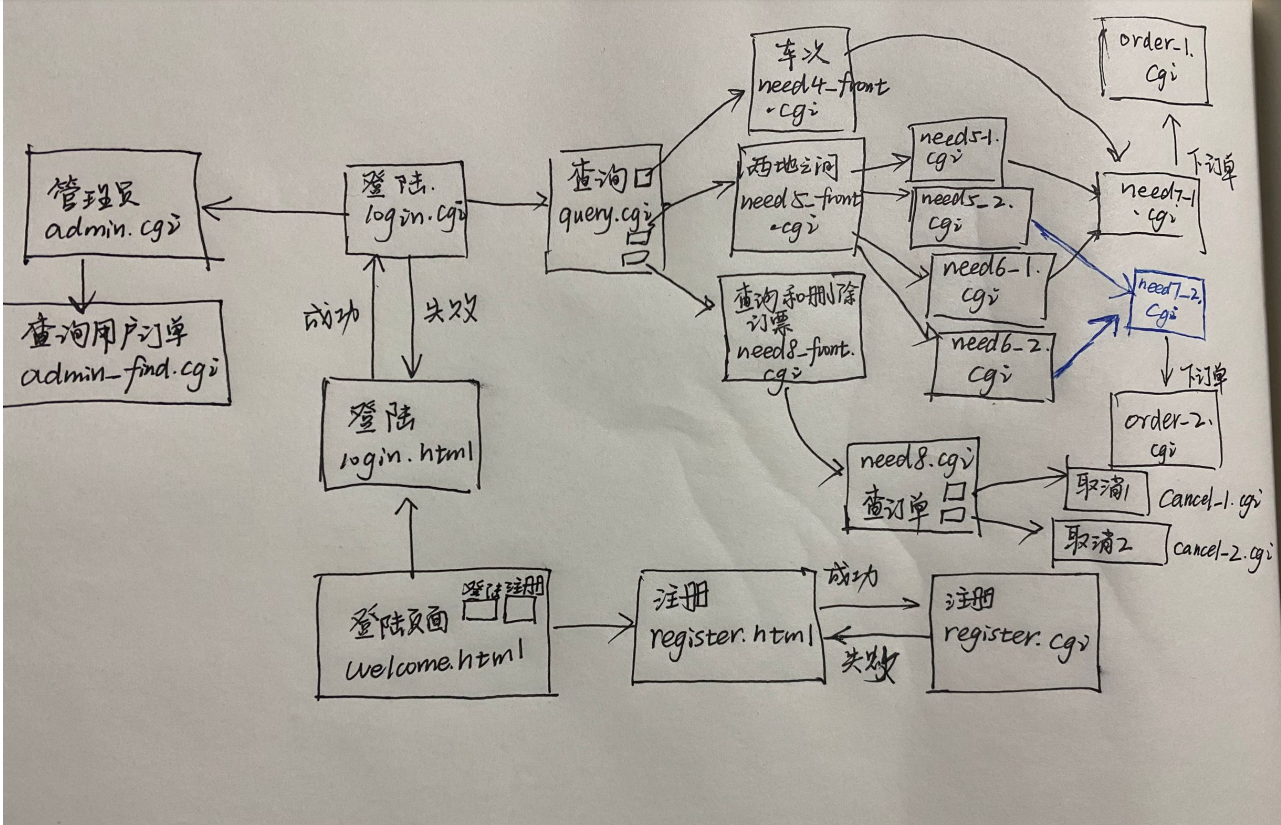 车次
need4_front
.cgi
order_1.
cgi
管理员
admin.cgi
登陆.
login.cgi
查询
query.cgi
两地之间
need5_front
.cgi
need5-1.
cgi
need5_2.
cgi
need6-1.
cgi
need6_2.
cgi
need7-1
.cgi
下订单
need7_2.
cgi
下订单
order_2.
cgi
查询用户订单
admin_find.cgi
成功
失败
查询和删除
订票
need8_front.
cgi
登陆
login.html
need8.cgi
查订单
取消1
cancel_1.cgi
取消2
cancel_2.cgi
登陆 注册
登陆页面
welcome.html
注册
register.html
成功
失败
注册
register.cgi